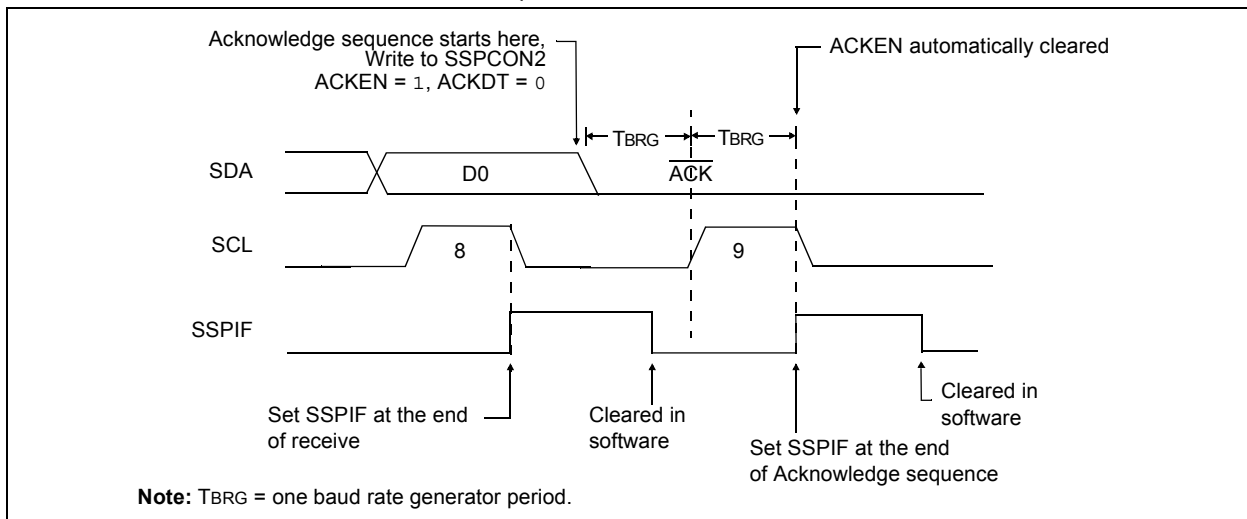 Acknowledge sequence starts here,
Write to SSPCON2
ACKEN = 1, ACKDT = 0
ACKEN automatically cleared
TBRG
TBRG
SDA
D0
ACK
SCL
8
9
SSPIF
Set SSPIF at the end
of receive
Cleared in
software
Set SSPIF at the end
of Acknowledge sequence
Cleared in
software
Note: TBRG = one baud rate generator period.